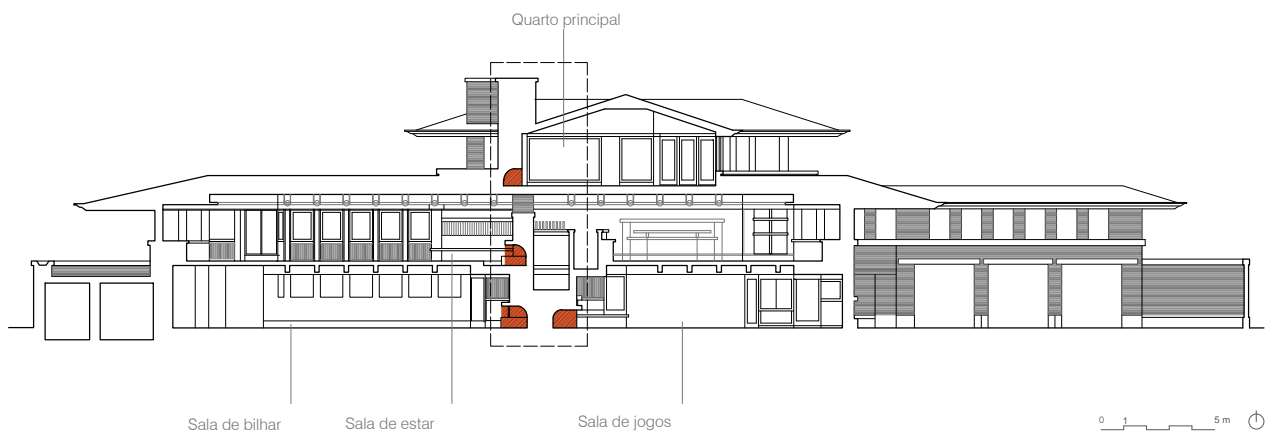 Quarto principal
Sala de bilhar
Sala de estar
Sala de jogos
0 1 5 m